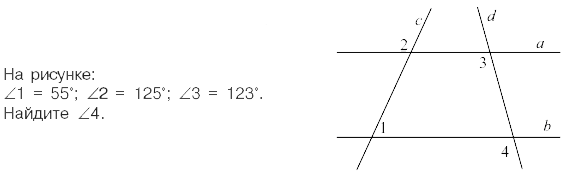 На рисунке:
∠1 = 55°; ∠2 = 125°; ∠3 = 123°.
Найдите ∠4.
c
d
2
a
3
1
b
4